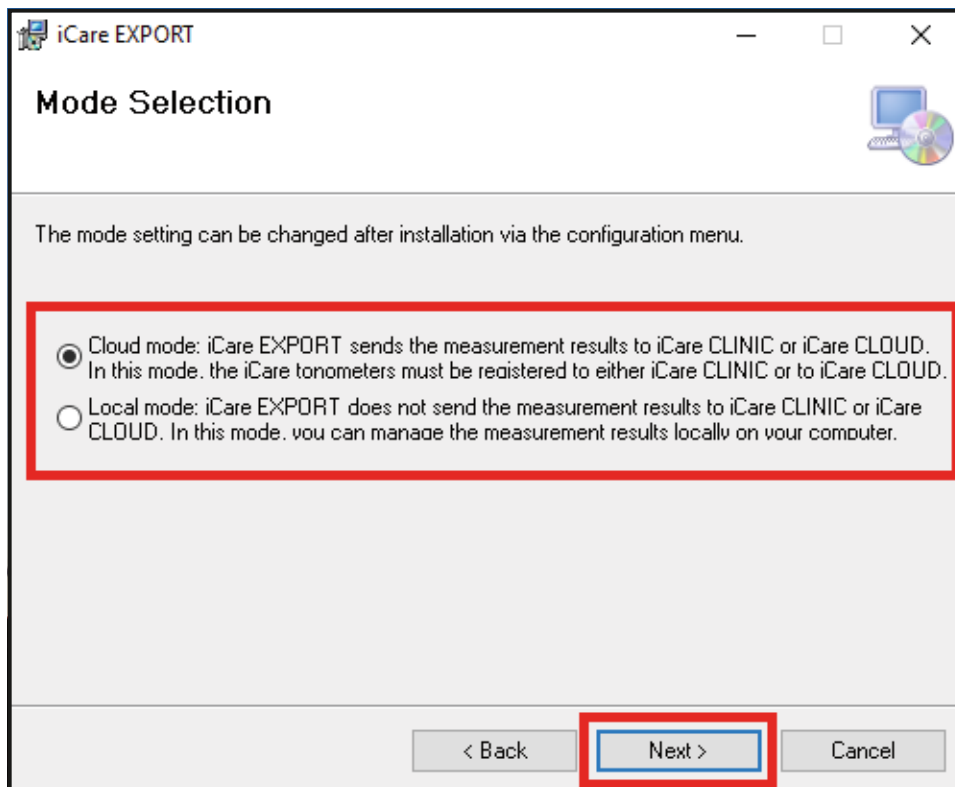 iCare EXPORT
Mode Selection
The mode setting can be changed after installation via the configuration menu.
Cloud mode: iCare EXPORT sends the measurement results to iCare CLINIC or iCare CLOUD.
In this mode, the iCare tonometers must be registered to either iCare CLINIC or to iCare CLOUD.
Local mode: iCare EXPORT does not send the measurement results to iCare CLINIC or iCare
CLOUD. In this mode, you can manage the measurement results locally on your computer.
< Back
Next >
Cancel